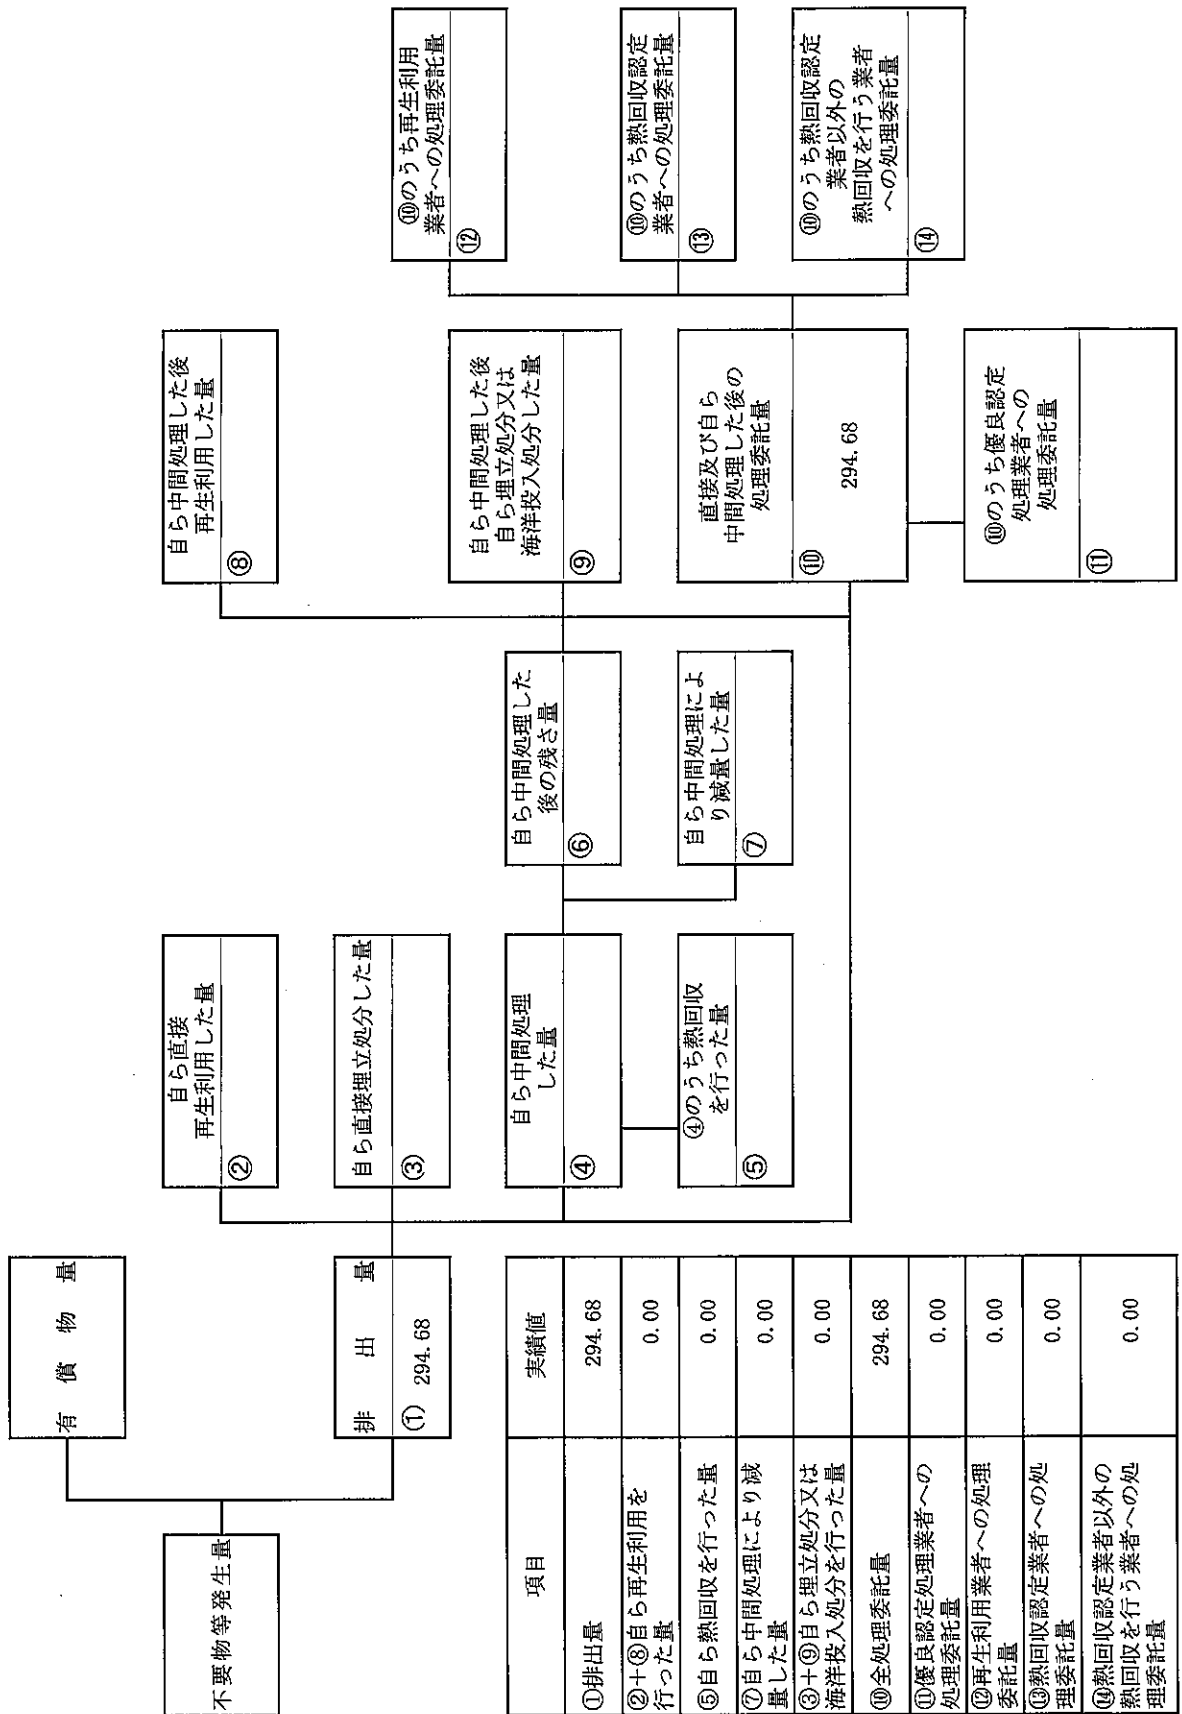 不要物等発生量
有償物量
排出量
① 294.68
自ら直接
再生利用した量
②
自ら直接埋立処分した量
③
自ら中間処理
した量
④
④のうち熱回収
を行った量
⑤
自ら中間処理した
後の残さ量
⑥
自ら中間処理によ
り減量した量
⑦
自ら中間処理した後
再生利用した量
⑧
自ら中間処理した後
自ら埋立処分又は
海洋投入処分した量
⑨
直接及び自ら
中間処理した後の
処理委託量
⑩
294.68
⑩のうち優良認定
処理業者への
処理委託量
⑪
⑩のうち再生利用
業者への処理委託量
⑫
⑩のうち熱回収認定
業者への処理委託量
⑬
⑩のうち熱回収認定
業者以外の
熱回収を行う業者
への処理委託量
⑭
項目 実績値
①排出量 294.68
②+⑧自ら再生利用を
行った量 0.00
⑤自ら熱回収を行った量 0.00
⑦自ら中間処理により減
量した量 0.00
③+⑨自ら埋立処分又は
海洋投入処分を行った量 0.00
⑩全処理委託量 294.68
⑪優良認定処理業者への
処理委託量 0.00
⑫再生利用業者への処理
委託量 0.00
⑬熱回収認定業者への処
理委託量 0.00
⑭熱回収認定業者以外の
熱回収を行う業者への処
理委託量 0.00